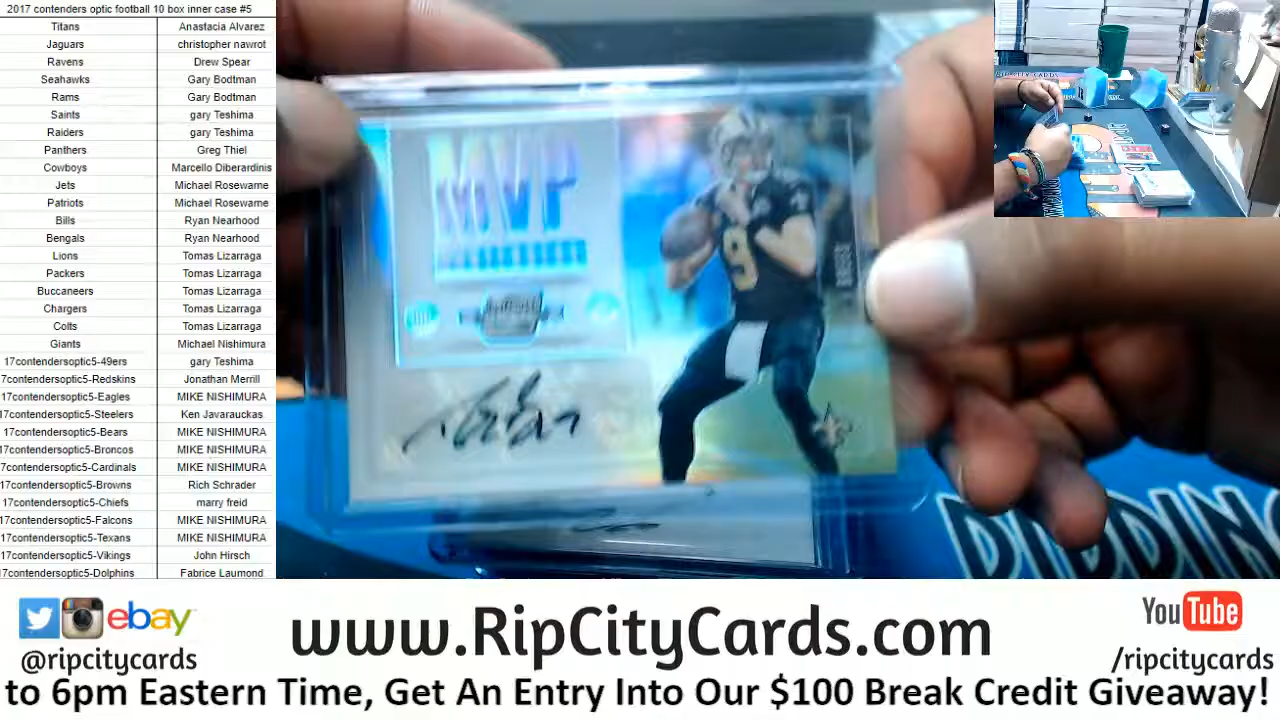 2017 contenders optic football 10 box inner case #5
Titans Anastacia Alvarez
Jaguars christopher nawrot
Ravens Drew Spear
Seahawks Gary Bodtman
Rams Gary Bodtman
Saints gary Teshima
Raiders gary Teshima
Panthers Greg Thiel
Cowboys Marcello Diberardinis
Jets Michael Rosewame
Patriots Michael Rosewame
Bills Ryan Nearhood
Bengals Ryan Nearhood
Lions Tomas Lizarraga
Packers Tomas Lizarraga
Buccaneers Tomas Lizarraga
Chargers Tomas Lizarraga
Colts Tomas Lizarraga
Giants Michael Nishimura
17contendersoptic5-49ers gary Teshima
7contendersoptic5-Redskins Jonathan Merrill
17contendersoptic5-Eagles MIKE NISHIMURA
17contendersoptic5-Steelers Ken Javarauckas
17contendersoptic5-Bears MIKE NISHIMURA
17contendersoptic5-Broncos MIKE NISHIMURA
7contendersoptic5-Cardinals MIKE NISHIMURA
17contendersoptic5-Browns Rich Schrader
17contendersoptic5-Chiefs marry freid
17contendersoptic5-Falcons MIKE NISHIMURA
17contendersoptic5-Texans MIKE NISHIMURA
17contendersoptic5-Vikings John Hirsch
17contendersoptic5-Dolphins Fabrice Laumond
MVP
9
ebay
@ripcitycards
www.RipCityCards.com
YouTube
/ripcitycards
to 6pm Eastern Time, Get An Entry Into Our $100 Break Credit Giveaway!